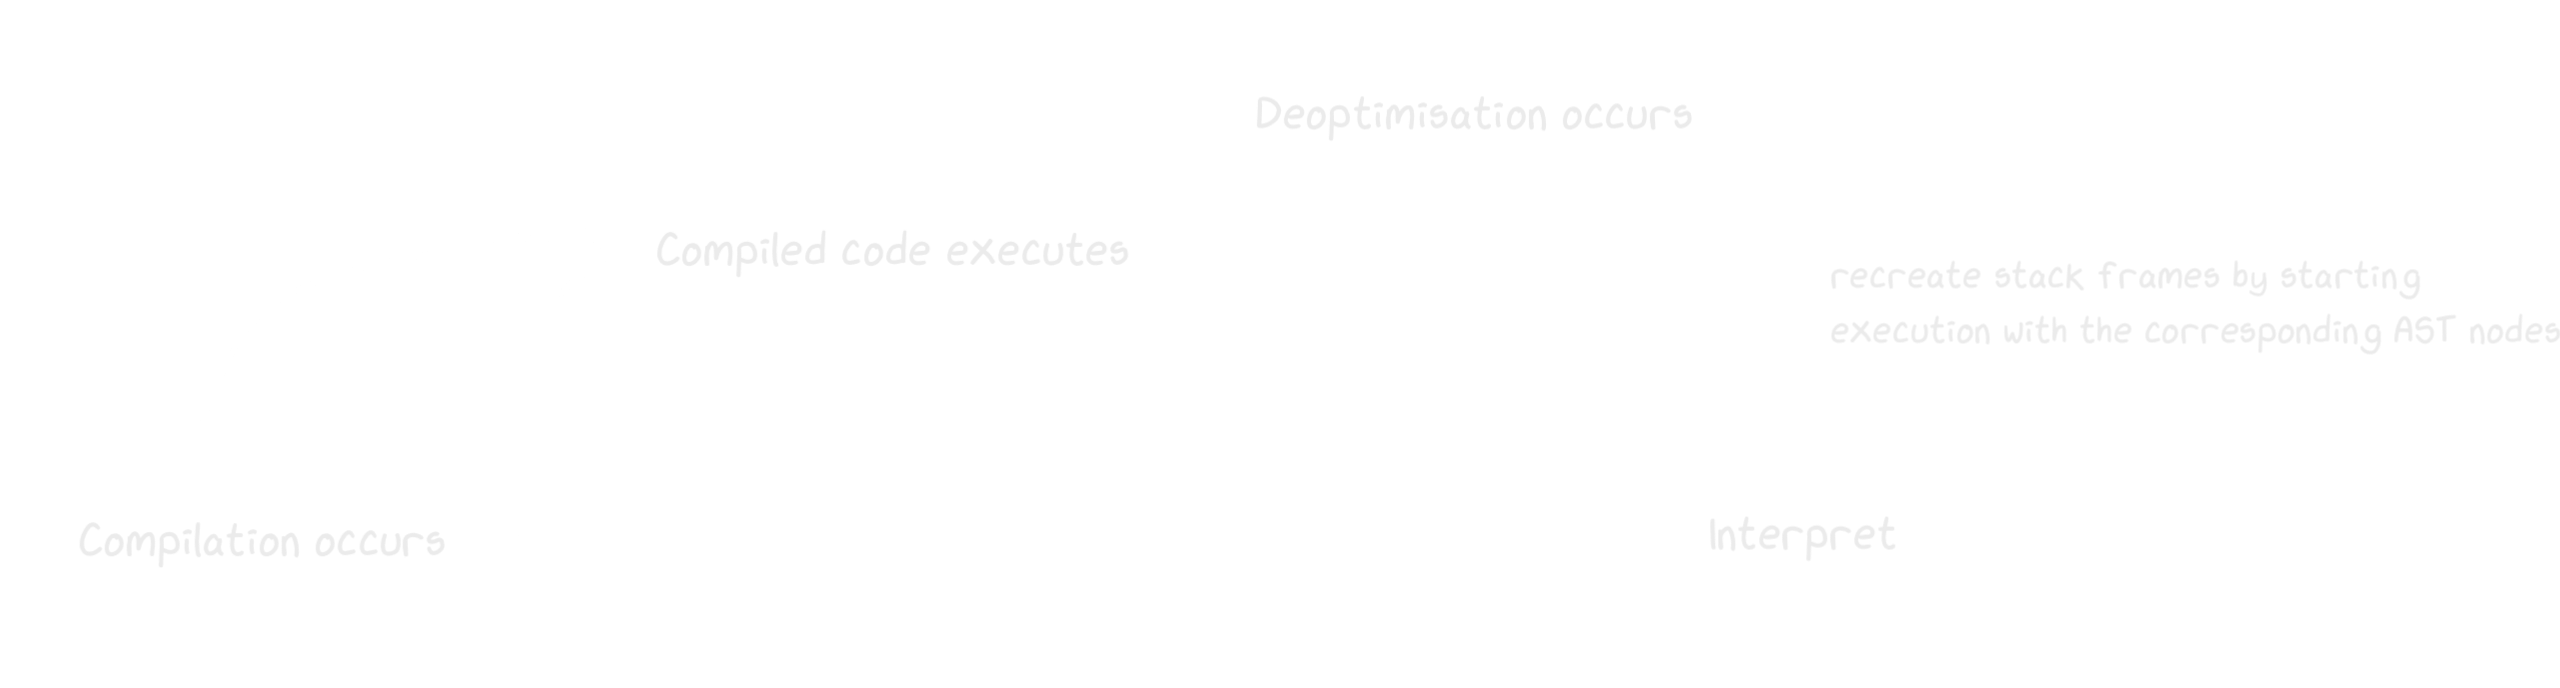 Deoptimisation occurs
Compiled code executes
recreate stack frames by starting
execution with the corresponding AST nodes
Compilation occurs
Interpret